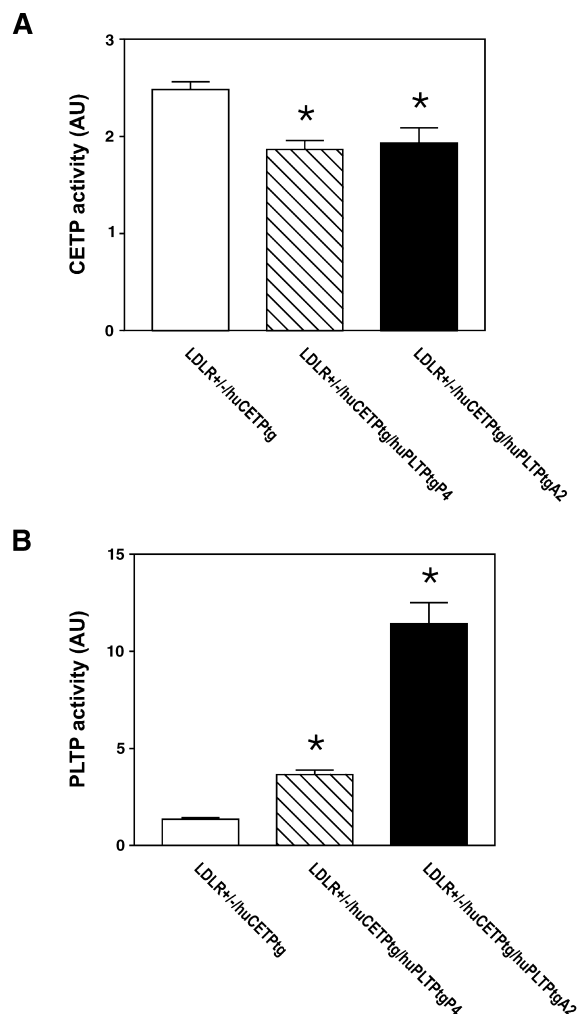 A
CETP activity (AU)
3
2
1
0
*
*
LDLR+/-/huCETPtg
LDLR+/-/huCETPtg/huPLTPtgP4
LDLR+/-/huCETPtg/huPLTPtgA2
B
PLTP activity (AU)
15
10
5
0
*
*
LDLR+/-/huCETPtg
LDLR+/-/huCETPtg/huPLTPtgP4
LDLR+/-/huCETPtg/huPLTPtgA2